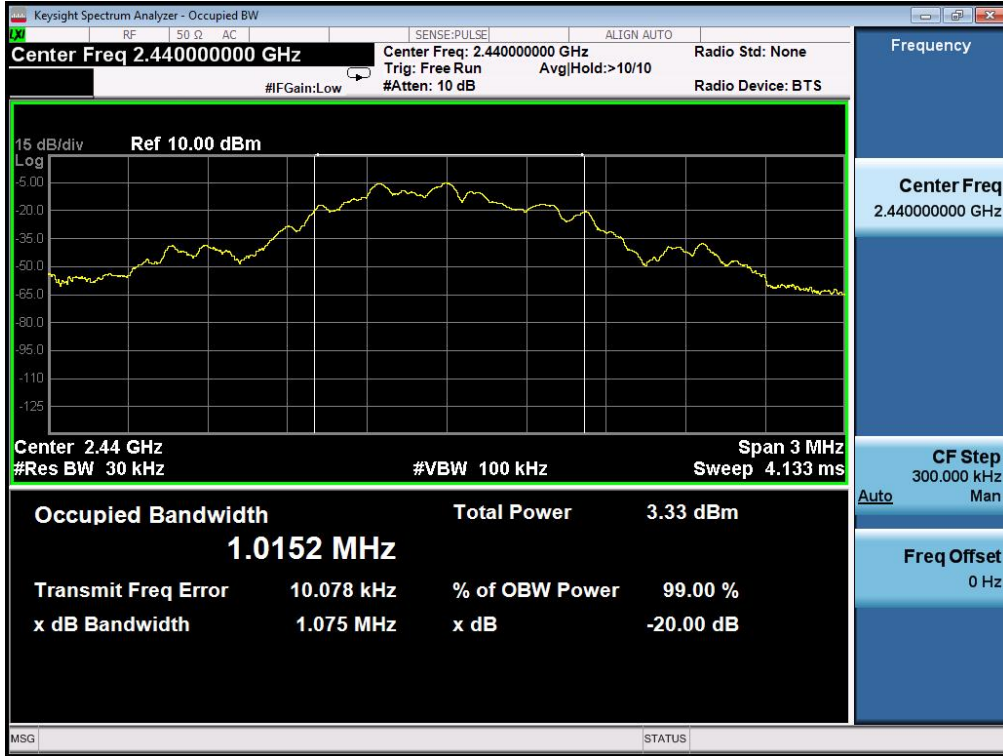 Keysight Spectrum Analyzer - Occupied BW
LXI RF 50 Ω AC SENSE:PULSE ALIGN AUTO
Center Freq 2.440000000 GHz
Center Freq: 2.440000000 GHz
Radio Std: None
Trig: Free Run
Avg|Hold:>10/10
#IFGain:Low
#Atten: 10 dB
Radio Device: BTS
15 dB/div
Ref 10.00 dBm
Log
-5.00
-20.0
-35.0
-50.0
-65.0
-80.0
-95.0
-110
-125
Center 2.44 GHz
Span 3 MHz
#Res BW 30 kHz
#VBW 100 kHz
Sweep 4.133 ms
Occupied Bandwidth
1.0152 MHz
Total Power 3.33 dBm
Transmit Freq Error 10.078 kHz
% of OBW Power 99.00 %
x dB Bandwidth 1.075 MHz
x dB -20.00 dB
MSG
STATUS
Frequency
Center Freq
2.440000000 GHz
CF Step
300.000 kHz
Auto Man
Freq Offset
0 Hz